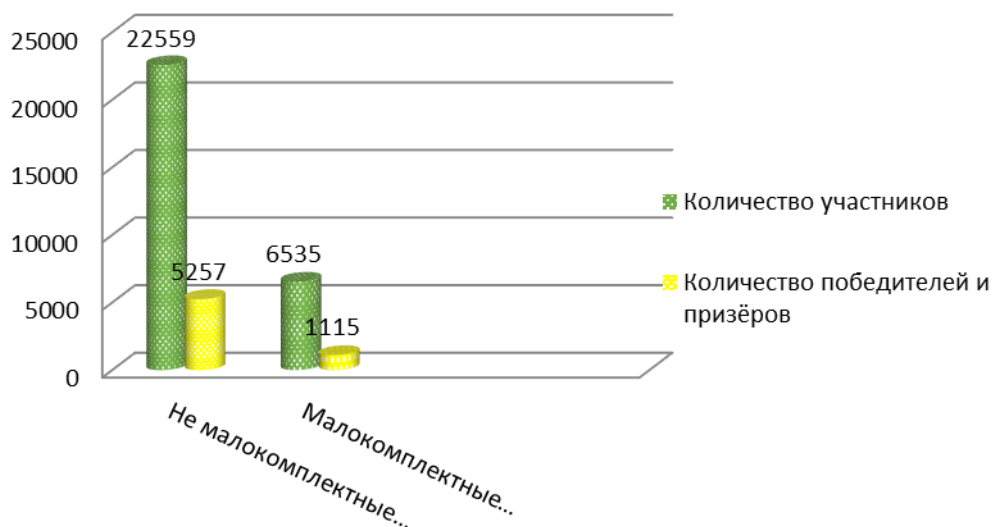 25000
20000
15000
10000
5000
0
22559
5257
6535
1115
Не малокомплектные...
Малокомплектные...
Количество участников
Количество победителей и
призёров